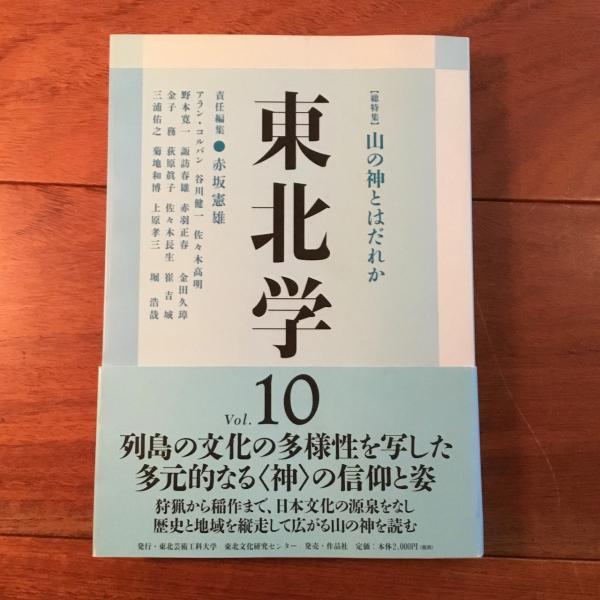 【総特集】山の神とはだれか
東北学
責任編集●赤坂憲雄
アラン・コルバン 谷川健一 佐々木高明
野本寛一 諏訪春雄 赤羽正春 金田久璋
金子務 荻原眞子 佐々木長生 崔吉城
三浦佑之 菊地和博 上原孝三 堀浩哉
Vol. 10
列島の文化の多様性を写した
多元的なる〈神〉の信仰と姿
狩猟から稲作まで、日本文化の源泉をなし
歴史と地域を縦走して広がる山の神を読む
発行・東北芸術工科大学 東北文化研究センター 発売・作品社 定価:本体2,000円(税別)